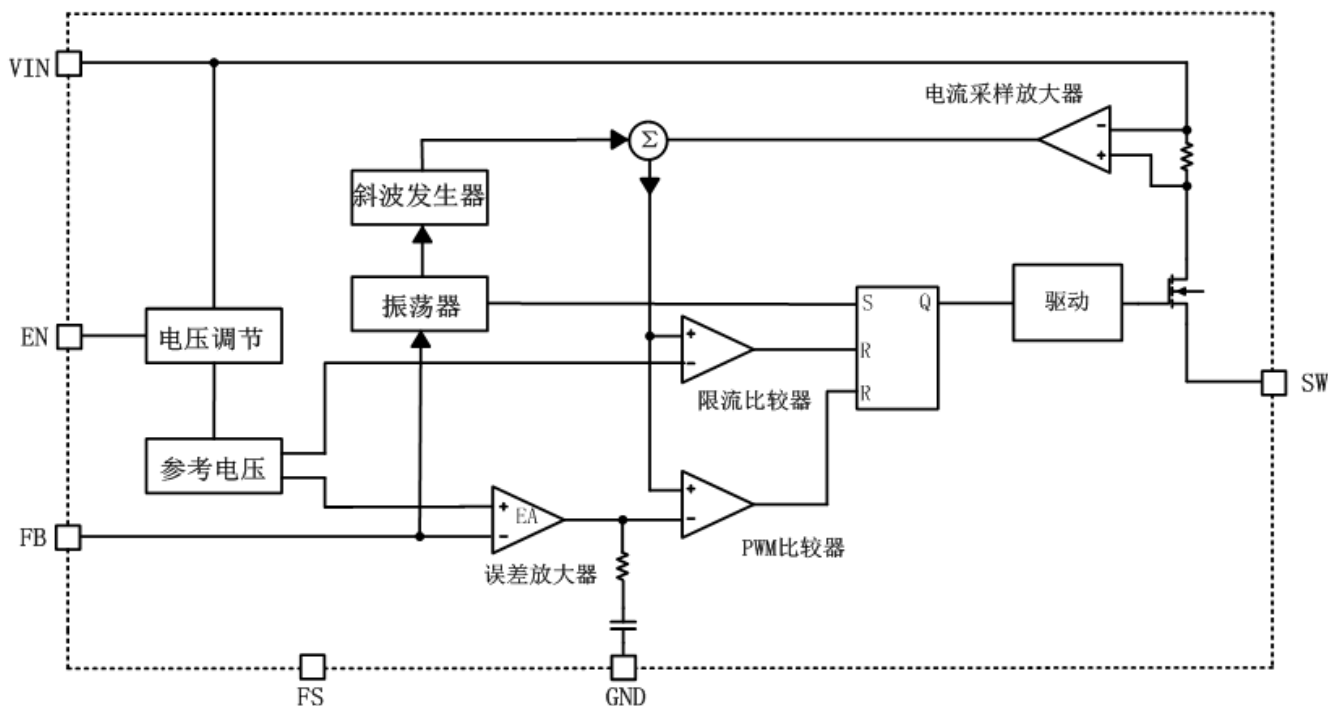 VIN
电流采样放大器
-
+
Σ
斜波发生器
振荡器
S
Q
驱动
EN
电压调节
+
-
R
限流比较器
R
SW
参考电压
+
EA
-
+
-
FB
误差放大器
PWM比较器
FS
GND